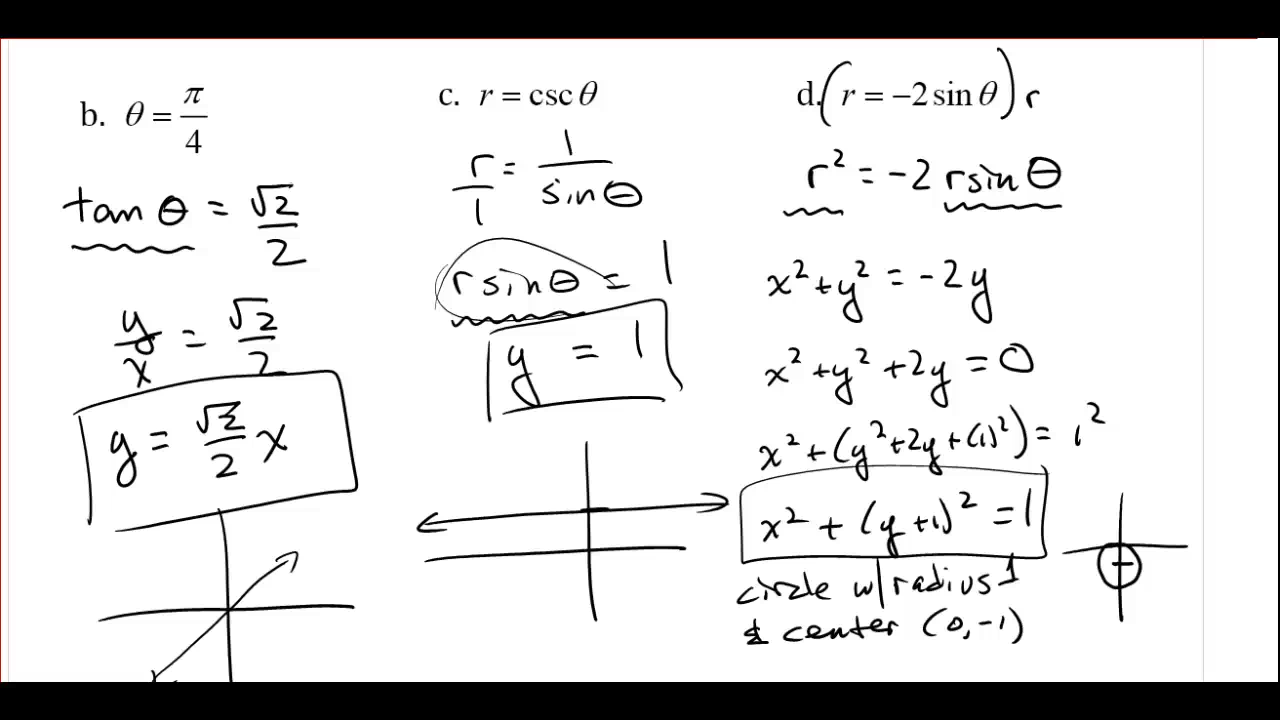 b. θ = π/4
tan θ = √2/2
y/x = √2/2
y = √2/2 x
c. r = csc θ
r/1 = 1/sin θ
r sin θ = 1
y = 1
d. (r = −2 sin θ) r
r² = -2 r sin θ
x² + y² = -2y
x² + y² + 2y = 0
x² + (y² + 2y + (1)²) = 1²
x² + (y + 1)² = 1
circle w/ radius 1
& center (0, -1)